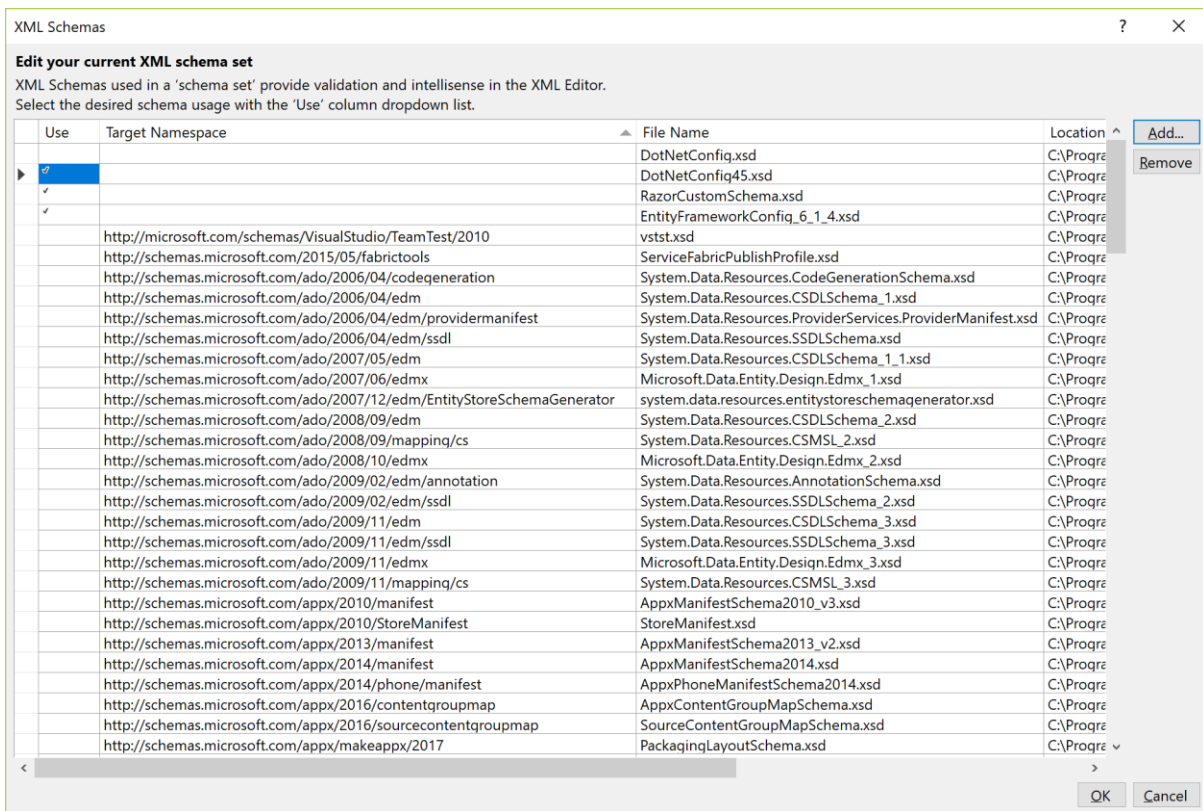 XML Schemas ? ×
Edit your current XML schema set
XML Schemas used in a 'schema set' provide validation and intellisense in the XML Editor.
Select the desired schema usage with the 'Use' column dropdown list.
Use Target Namespace File Name Location Add...
DotNetConfig.xsd C:\Progra
Remove
DotNetConfig45.xsd C:\Progra
RazorCustomSchema.xsd C:\Progra
EntityFrameworkConfig_6_1_4.xsd C:\Progra
http://microsoft.com/schemas/VisualStudio/TeamTest/2010 vstst.xsd C:\Progra
http://schemas.microsoft.com/2015/05/fabrictools ServiceFabricPublishProfile.xsd C:\Progra
http://schemas.microsoft.com/ado/2006/04/codegeneration System.Data.Resources.CodeGenerationSchema.xsd C:\Progra
http://schemas.microsoft.com/ado/2006/04/edm System.Data.Resources.CSDLSchema_1.xsd C:\Progra
http://schemas.microsoft.com/ado/2006/04/edm/providermanifest System.Data.Resources.ProviderServices.ProviderManifest.xsd C:\Progra
http://schemas.microsoft.com/ado/2006/04/edm/ssdl System.Data.Resources.SSDLSchema.xsd C:\Progra
http://schemas.microsoft.com/ado/2007/05/edm System.Data.Resources.CSDLSchema_1_1.xsd C:\Progra
http://schemas.microsoft.com/ado/2007/06/edmx Microsoft.Data.Entity.Design.Edmx_1.xsd C:\Progra
http://schemas.microsoft.com/ado/2007/12/edm/EntityStoreSchemaGenerator system.data.resources.entitystoreschemagenerator.xsd C:\Progra
http://schemas.microsoft.com/ado/2008/09/edm System.Data.Resources.CSDLSchema_2.xsd C:\Progra
http://schemas.microsoft.com/ado/2008/09/mapping/cs System.Data.Resources.CSMSL_2.xsd C:\Progra
http://schemas.microsoft.com/ado/2008/10/edmx Microsoft.Data.Entity.Design.Edmx_2.xsd C:\Progra
http://schemas.microsoft.com/ado/2009/02/edm/annotation System.Data.Resources.AnnotationSchema.xsd C:\Progra
http://schemas.microsoft.com/ado/2009/02/edm/ssdl System.Data.Resources.SSDLSchema_2.xsd C:\Progra
http://schemas.microsoft.com/ado/2009/11/edm System.Data.Resources.CSDLSchema_3.xsd C:\Progra
http://schemas.microsoft.com/ado/2009/11/edm/ssdl System.Data.Resources.SSDLSchema_3.xsd C:\Progra
http://schemas.microsoft.com/ado/2009/11/edmx Microsoft.Data.Entity.Design.Edmx_3.xsd C:\Progra
http://schemas.microsoft.com/ado/2009/11/mapping/cs System.Data.Resources.CSMSL_3.xsd C:\Progra
http://schemas.microsoft.com/appx/2010/manifest AppxManifestSchema2010_v3.xsd C:\Progra
http://schemas.microsoft.com/appx/2010/StoreManifest StoreManifest.xsd C:\Progra
http://schemas.microsoft.com/appx/2013/manifest AppxManifestSchema2013_v2.xsd C:\Progra
http://schemas.microsoft.com/appx/2014/manifest AppxManifestSchema2014.xsd C:\Progra
http://schemas.microsoft.com/appx/2014/phone/manifest AppxPhoneManifestSchema2014.xsd C:\Progra
http://schemas.microsoft.com/appx/2016/contentgroupmap AppxContentGroupMapSchema.xsd C:\Progra
http://schemas.microsoft.com/appx/2016/sourcecontentgroupmap SourceContentGroupMapSchema.xsd C:\Progra
http://schemas.microsoft.com/appx/makeappx/2017 PackagingLayoutSchema.xsd C:\Progra
OK Cancel